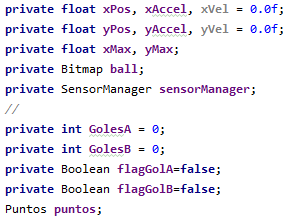 private float xPos, xAccel, xVel = 0.0f;
private float yPos, yAccel, yVel = 0.0f;
private float xMax, yMax;
private Bitmap ball;
private SensorManager sensorManager;
//
private int GolesA = 0;
private int GolesB = 0;
private Boolean flagGolA=false;
private Boolean flagGolB=false;
Puntos puntos;